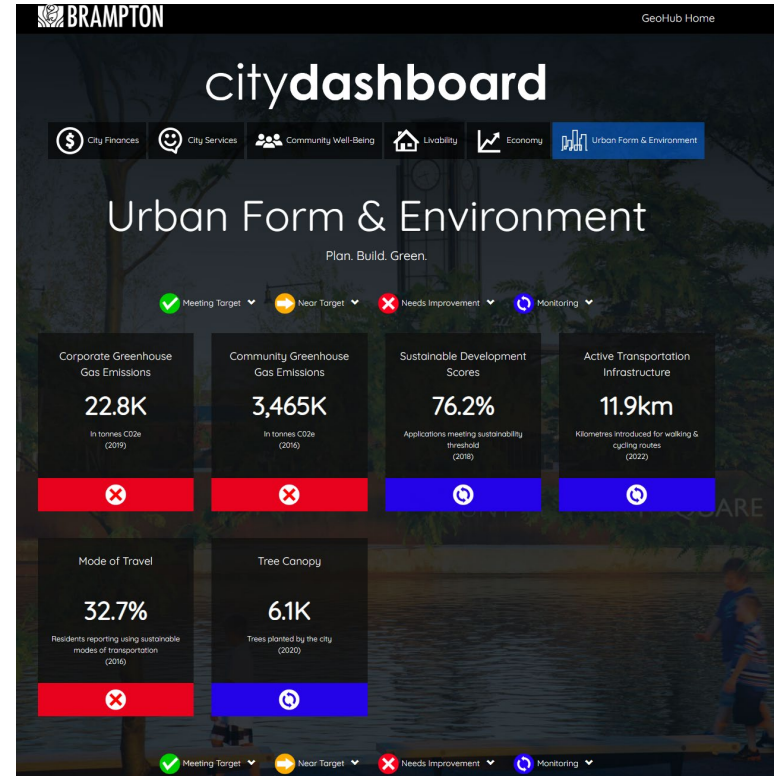 BRAMPTON
GeoHub Home
citydashboard
City Finances
City Services
Community Well-Being
Livability
Economy
Urban Form & Environment
Urban Form & Environment
Plan. Build. Green.
Meeting Target
Near Target
Needs Improvement
Monitoring
Corporate Greenhouse
Gas Emissions
22.8K
In tonnes C02e
(2019)
Community Greenhouse
Gas Emissions
3,465K
In tonnes C02e
(2016)
Sustainable Development
Scores
76.2%
Applications meeting sustainability
threshold
(2018)
Active Transportation
Infrastructure
11.9km
Kilometres introduced for walking &
cycling routes
(2022)
Mode of Travel
32.7%
Residents reporting using sustainable
modes of transportation
(2016)
Tree Canopy
6.1K
Trees planted by the city
(2020)
Meeting Target
Near Target
Needs Improvement
Monitoring